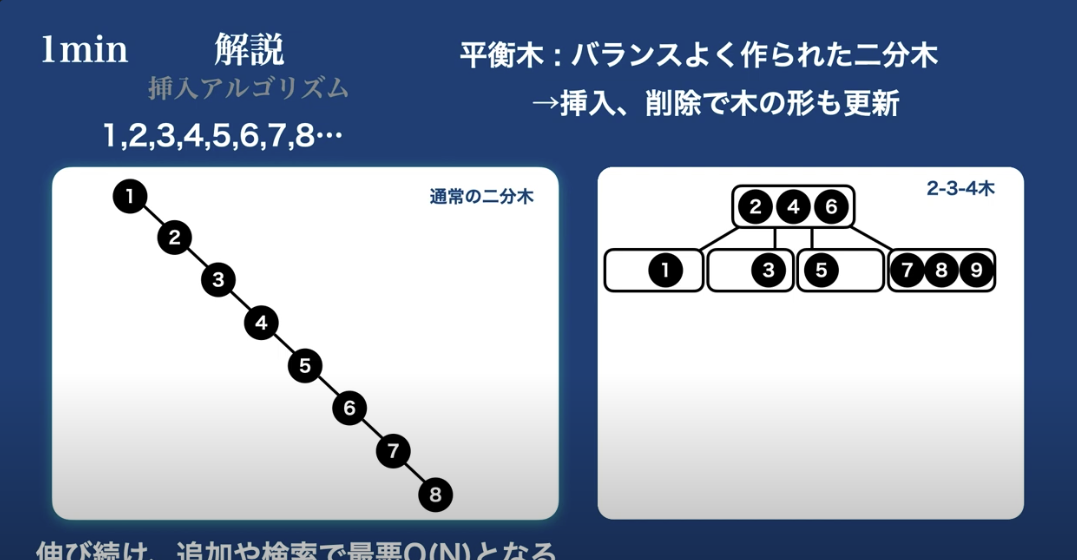 1min 解説
挿入アルゴリズム
1,2,3,4,5,6,7,8…
平衡木：バランスよく作られた二分木
→挿入、削除で木の形も更新
通常の二分木
1
2
3
4
5
6
7
8
2-3-4木
2 4 6
1 3 5 7 8 9
伸び続け、追加や検索で最悪O(N)となる